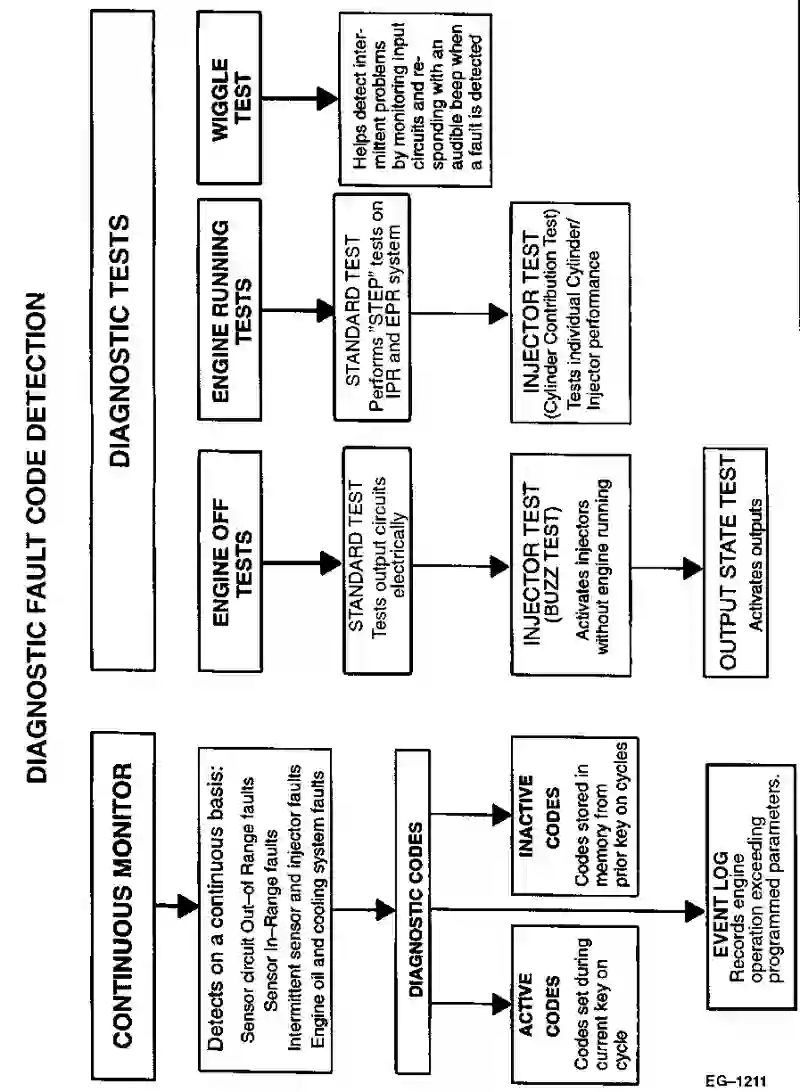 DIAGNOSTIC FAULT CODE DETECTION
CONTINUOUS MONITOR
Detects on a continuous basis:
Sensor circuit Out–of Range faults
Sensor In–Range faults
Intermittent sensor and Injector faults
Engine oil and cooling system faults
DIAGNOSTIC CODES
ACTIVE
CODES
Codes set during
current key on
cycle
INACTIVE
CODES
Codes stored in
memory from
prior key on cycles
EVENT LOG
Records engine
operation exceeding
programmed parameters.
DIAGNOSTIC TESTS
ENGINE OFF
TESTS
STANDARD TEST
Tests output circuits
electrically
INJECTOR TEST
(BUZZ TEST)
Activates injectors
without engine running
OUTPUT STATE TEST
Activates outputs
ENGINE RUNNING
TESTS
STANDARD TEST
Performs "STEP" tests on
IPR and EPR system
INJECTOR TEST
(Cylinder Contribution Test)
Tests individual Cylinder/
Injector performance
WIGGLE
TEST
Helps detect inter-
mittent problems
by monitoring input
circuits and re-
sponding with an
audible beep when
a fault is detected
EG–1211